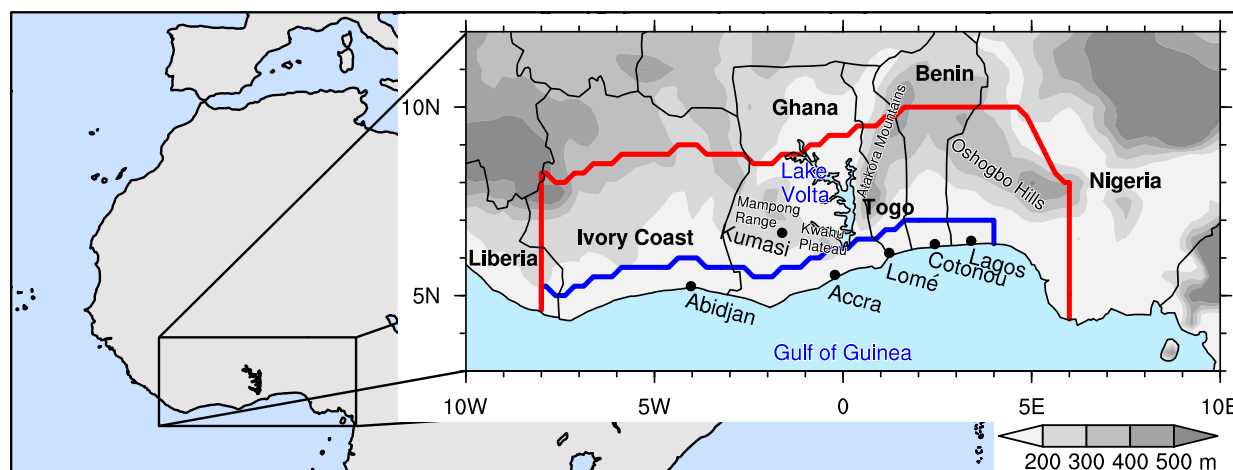 Benin
10N
Ghana
Atakora Mountains
Oshogbo Hills
Lake
Volta
Nigeria
Mampong
Range
Togo
Kumasi
Kwahu
Plateau
Ivory Coast
Liberia
Lagos
Cotonou
Lomé
5N
Abidjan
Accra
Gulf of Guinea
10W 5W 0 5E 10E
200 300 400 500 m